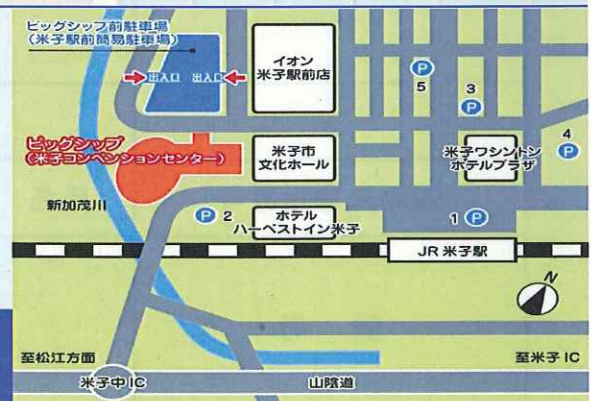 ビッグシップ前駐車場
(米子駅前簡易駐車場)
出入口
出入口
イオン
米子駅前店
P
5
3
P
4
P
ビッグシップ
(米子コンベンションセンター)
米子市
文化ホール
米子ワシントン
ホテルプラザ
新加茂川
P 2
ホテル
ハーベストイン米子
1 P
JR 米子駅
N
至松江方面
至米子 IC
米子中 IC
山陰道